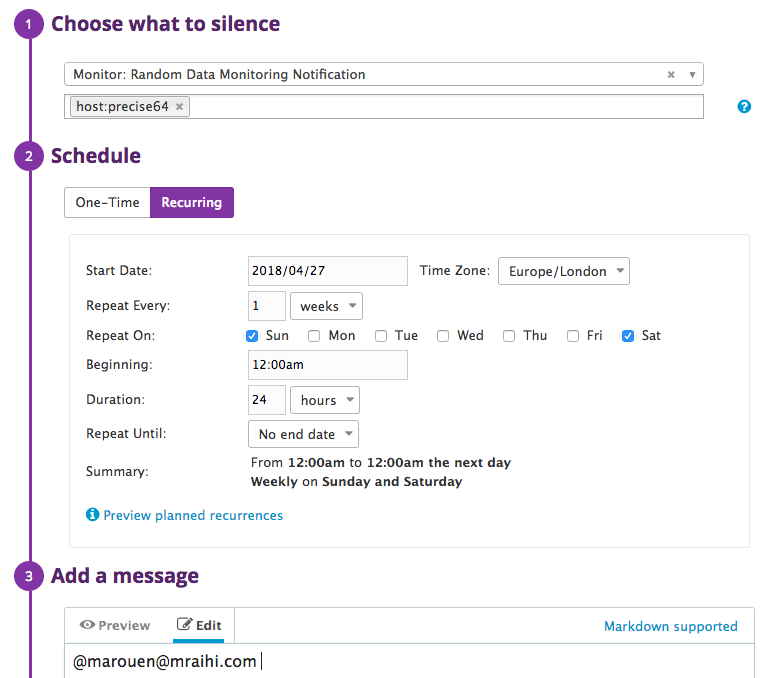 1 Choose what to silence
Monitor: Random Data Monitoring Notification × ▼
host:precise64 × ?
2 Schedule
One-Time Recurring
Start Date: 2018/04/27 Time Zone: Europe/London
Repeat Every: 1 weeks
Repeat On: Sun Mon Tue Wed Thu Fri Sat
Beginning: 12:00am
Duration: 24 hours
Repeat Until: No end date
Summary: From 12:00am to 12:00am the next day
Weekly on Sunday and Saturday
i Preview planned recurrences
3 Add a message
Preview Edit Markdown supported
@marouen@mraihi.com